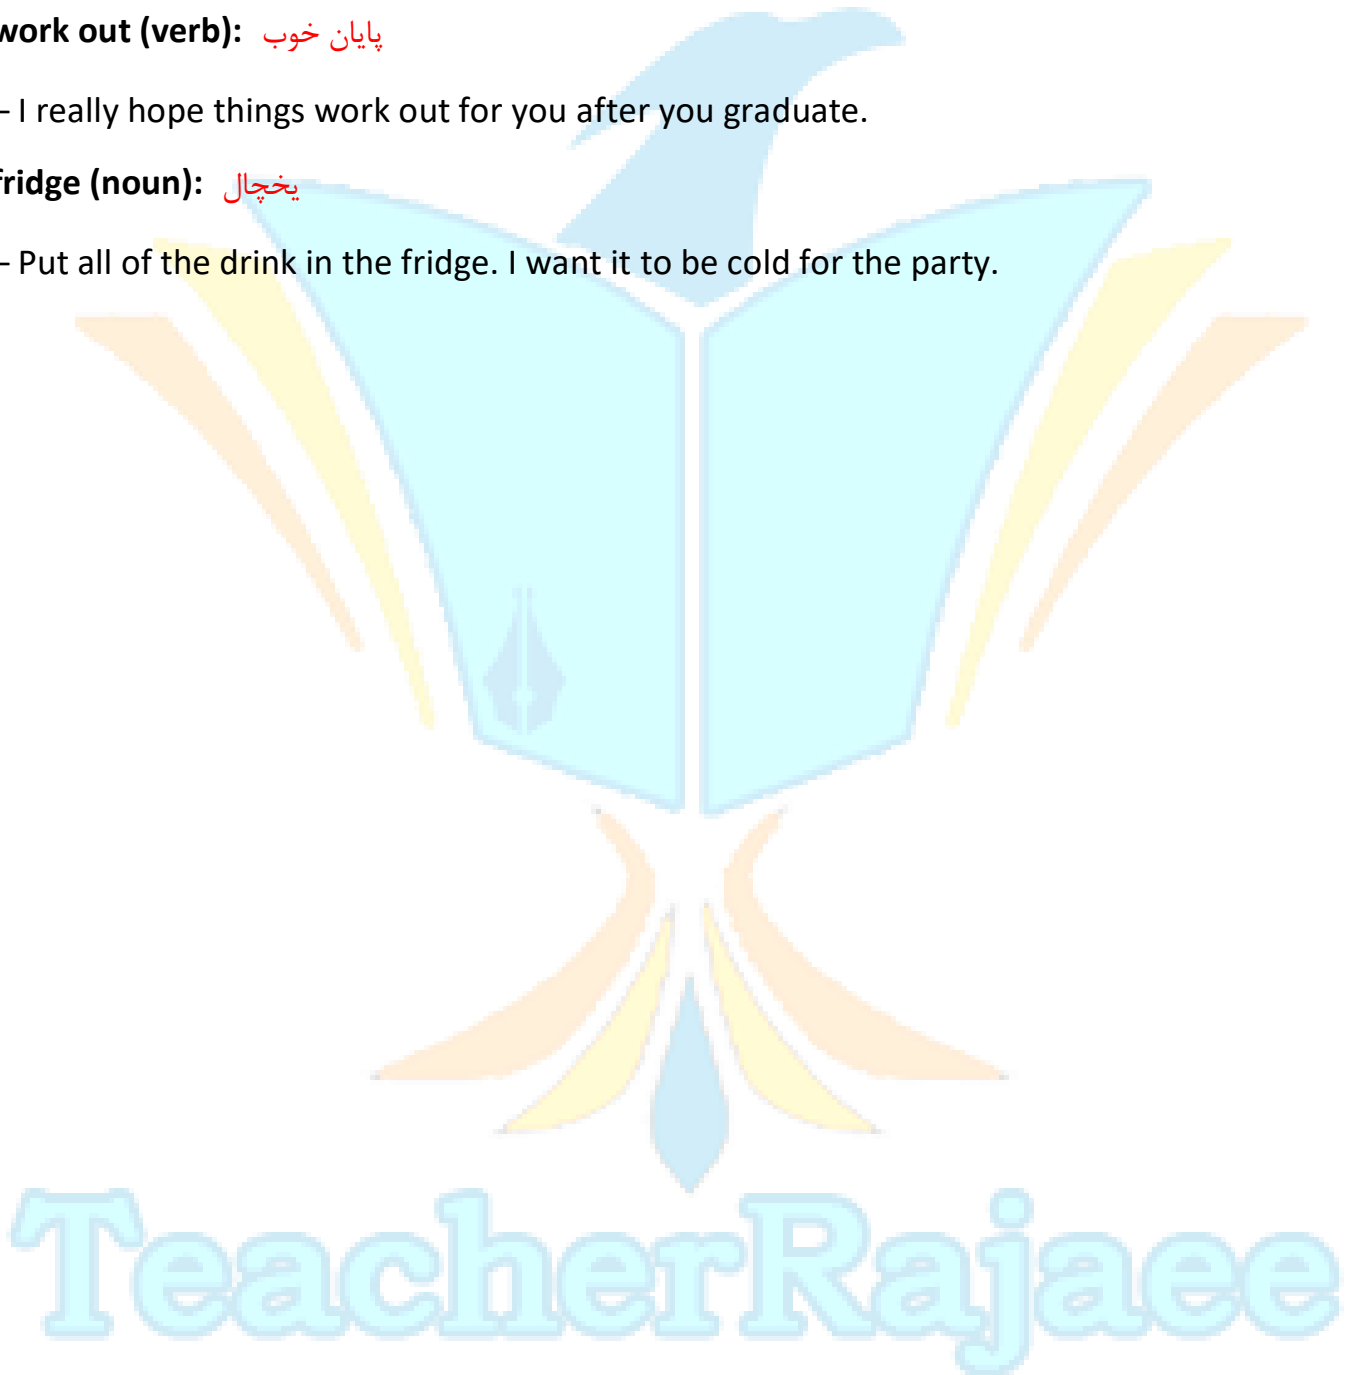 work out (verb): پایان خوب
- I really hope things work out for you after you graduate.
fridge (noun): یخچال
- Put all of the drink in the fridge. I want it to be cold for the party.
TeacherRajaee